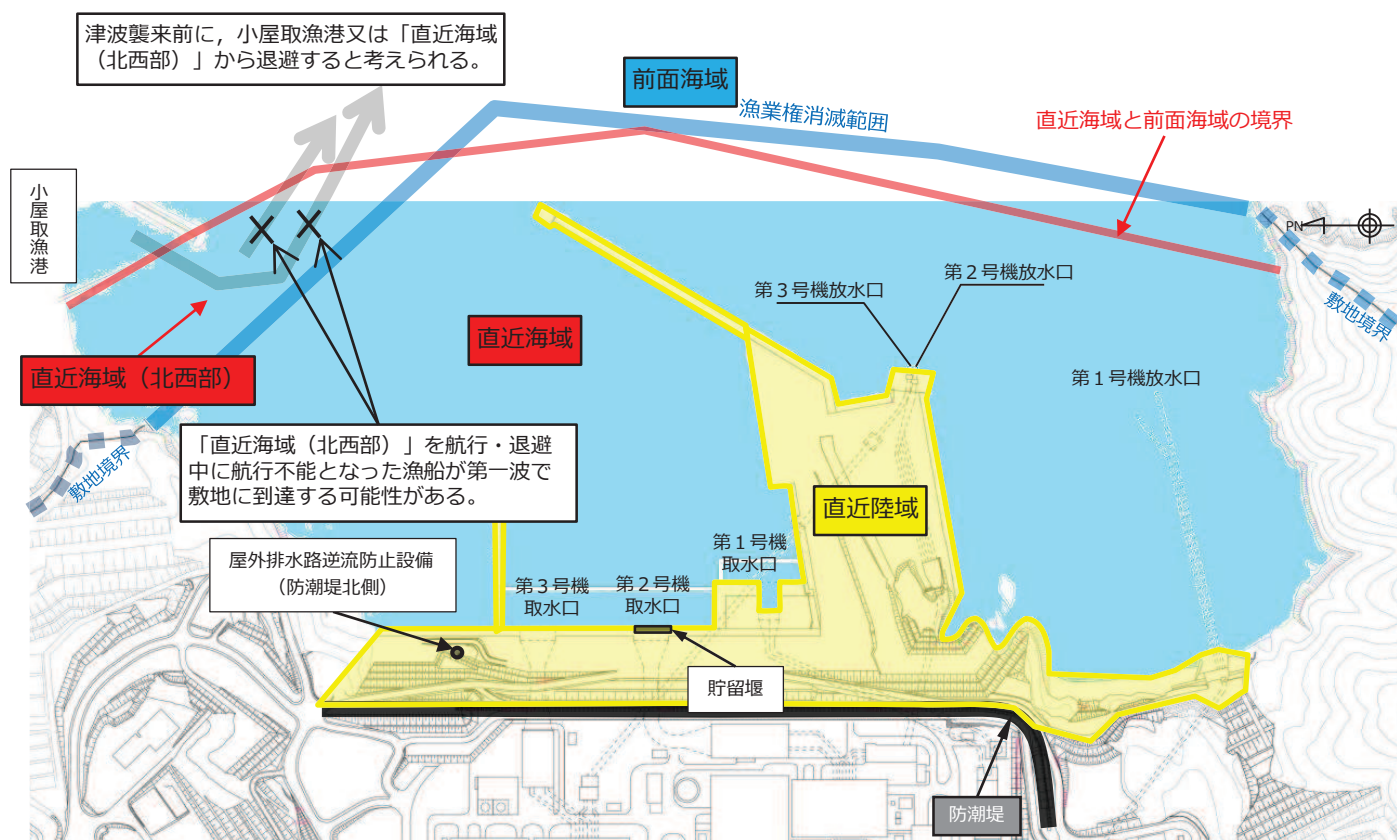 津波襲来前に，小屋取漁港又は「直近海域
（北西部）」から退避すると考えられる。
前面海域
漁業権消滅範囲
直近海域と前面海域の境界
小屋取漁港
PN
第２号機放水口
第３号機放水口
敷地境界
直近海域
直近海域（北西部）
第１号機放水口
「直近海域（北西部）」を航行・退避
中に航行不能となった漁船が第一波で
敷地に到達する可能性がある。
敷地境界
直近陸域
屋外排水路逆流防止設備
（防潮堤北側）
第３号機
取水口
第２号機
取水口
第１号機
取水口
貯留堰
防潮堤